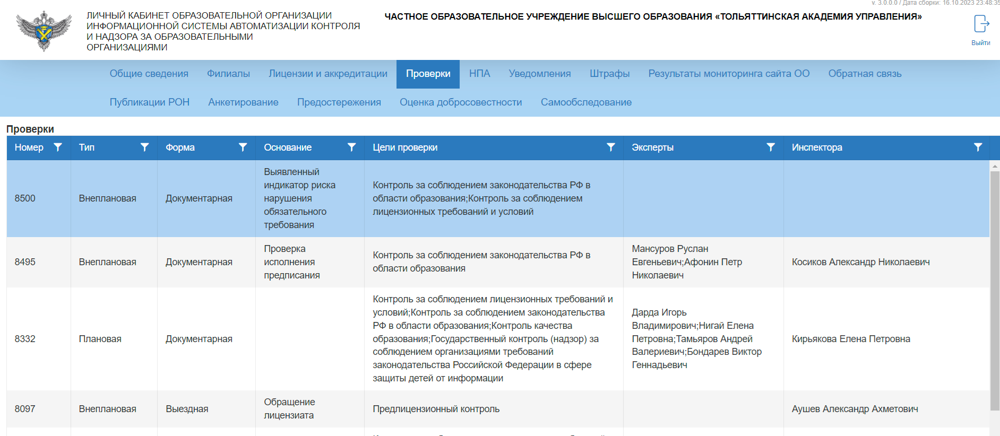 v. 3.0.0.0 / Дата сборки: 16.10.2023 23:48:35
ЛИЧНЫЙ КАБИНЕТ ОБРАЗОВАТЕЛЬНОЙ ОРГАНИЗАЦИИ
ИНФОРМАЦИОННОЙ СИСТЕМЫ АВТОМАТИЗАЦИИ КОНТРОЛЯ
И НАДЗОРА ЗА ОБРАЗОВАТЕЛЬНЫМИ
ОРГАНИЗАЦИЯМИ
ЧАСТНОЕ ОБРАЗОВАТЕЛЬНОЕ УЧРЕЖДЕНИЕ ВЫСШЕГО ОБРАЗОВАНИЯ «ТОЛЬЯТТИНСКАЯ АКАДЕМИЯ УПРАВЛЕНИЯ»
Выйти
Общие сведения Филиалы Лицензии и аккредитации Проверки НПА Уведомления Штрафы Результаты мониторинга сайта ОО Обратная связь
Публикации РОН Анкетирование Предостережения Оценка добросовестности Самообследование
Проверки
Номер Тип Форма Основание Цели проверки Эксперты Инспектора
8500
Внеплановая
Документарная
Выявленный
индикатор риска
нарушения
обязательного
требования
Контроль за соблюдением законодательства РФ в
области образования;Контроль за соблюдением
лицензионных требований и условий
8495
Внеплановая
Документарная
Проверка
исполнения
предписания
Контроль за соблюдением законодательства РФ в
области образования
Мансуров Руслан
Евгеньевич;Афонин Петр
Николаевич
Косиков Александр Николаевич
8332
Плановая
Документарная
Контроль за соблюдением лицензионных требований и
условий;Контроль за соблюдением законодательства
РФ в области образования;Контроль качества
образования;Государственный контроль (надзор) за
соблюдением организациями требований
законодательства Российской Федерации в сфере
защиты детей от информации
Дарда Игорь
Владимирович;Нигай Елена
Петровна;Тамьяров Андрей
Валериевич;Бондарев Виктор
Геннадьевич
Кирьякова Елена Петровна
8097
Внеплановая
Выездная
Обращение
лицензиата
Предлицензионный контроль
Аушев Александр Ахметович